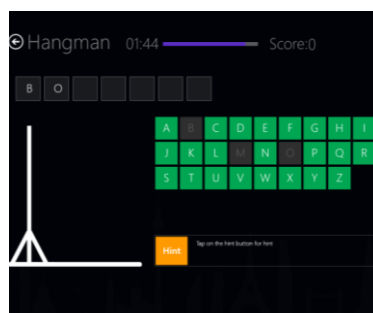 Hangman 01:44 Score:0
B O
A B C D E F G H I
J K L M N O P Q R
S T U V W X Y Z
Hint Tap on the hint button for hint